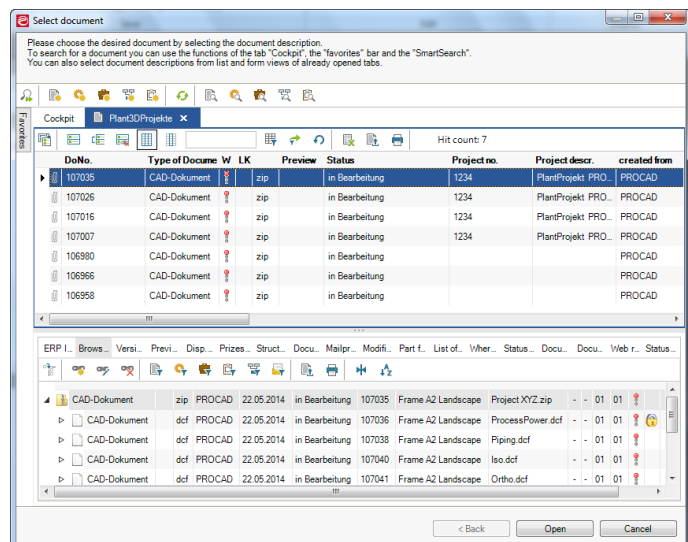 Select document
Please choose the desired document by selecting the document description.
To search for a document you can use the functions of the tab "Cockpit", the "favorites" bar and the "SmartSearch".
You can also select document descriptions from list and form views of already opened tabs.
Favorites
Cockpit Plant3DProjekte
Hit count: 7
DoNo. Type of Docume W LK Preview Status Project no. Project descr. created from
107035 CAD-Dokument zip in Bearbeitung 1234 PlantProjekt PRO... PROCAD
107026 CAD-Dokument zip in Bearbeitung 1234 PlantProjekt PRO... PROCAD
107016 CAD-Dokument zip in Bearbeitung 1234 PlantProjekt PRO... PROCAD
107007 CAD-Dokument zip in Bearbeitung 1234 PlantProjekt PRO... PROCAD
106980 CAD-Dokument zip in Bearbeitung PROCAD
106966 CAD-Dokument zip in Bearbeitung PROCAD
106958 CAD-Dokument zip in Bearbeitung PROCAD
ERP I... Brows... Versi... Previ... Disp... Prizes... Struct... Docu... Mailpr... Modifi... Part f... List of... Wher... Status... Docu... Docu... Web r... Status...
CAD-Dokument zip PROCAD 22.05.2014 in Bearbeitung 107035 Frame A2 Landscape Project XYZ.zip - - 01 01
CAD-Dokument dcf PROCAD 22.05.2014 in Bearbeitung 107036 Frame A2 Landscape ProcessPower.dcf - - 01 01
CAD-Dokument dcf PROCAD 22.05.2014 in Bearbeitung 107038 Frame A2 Landscape Piping.dcf - - 01 01
CAD-Dokument dcf PROCAD 22.05.2014 in Bearbeitung 107040 Frame A2 Landscape Iso.dcf - - 01 01
CAD-Dokument dcf PROCAD 22.05.2014 in Bearbeitung 107041 Frame A2 Landscape Ortho.dcf - - 01 01
< Back Open Cancel